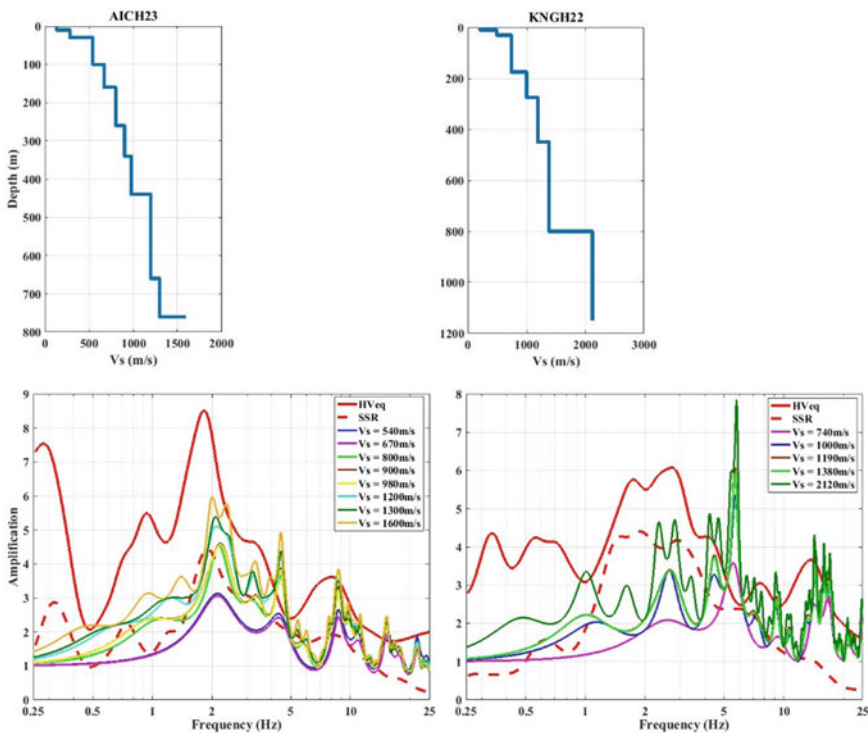 AICH23
0
100
200
300
400
500
600
700
800
Depth (m)
0 500 1000 1500 2000
Vs (m/s)
KNGH22
0
200
400
600
800
1000
1200
0 1000 2000 3000
Vs (m/s)
9
8
7
6
5
4
3
2
1
0
Amplification
0.25 0.5 1 2 5 10 25
Frequency (Hz)
HVeq
SSR
Vs = 540m/s
Vs = 670m/s
Vs = 800m/s
Vs = 900m/s
Vs = 980m/s
Vs = 1200m/s
Vs = 1300m/s
Vs = 1600m/s
8
7
6
5
4
3
2
1
0
0.25 0.5 1 2 5 10 25
Frequency (Hz)
HVeq
SSR
Vs = 740m/s
Vs = 1000m/s
Vs = 1190m/s
Vs = 1380m/s
Vs = 2120m/s